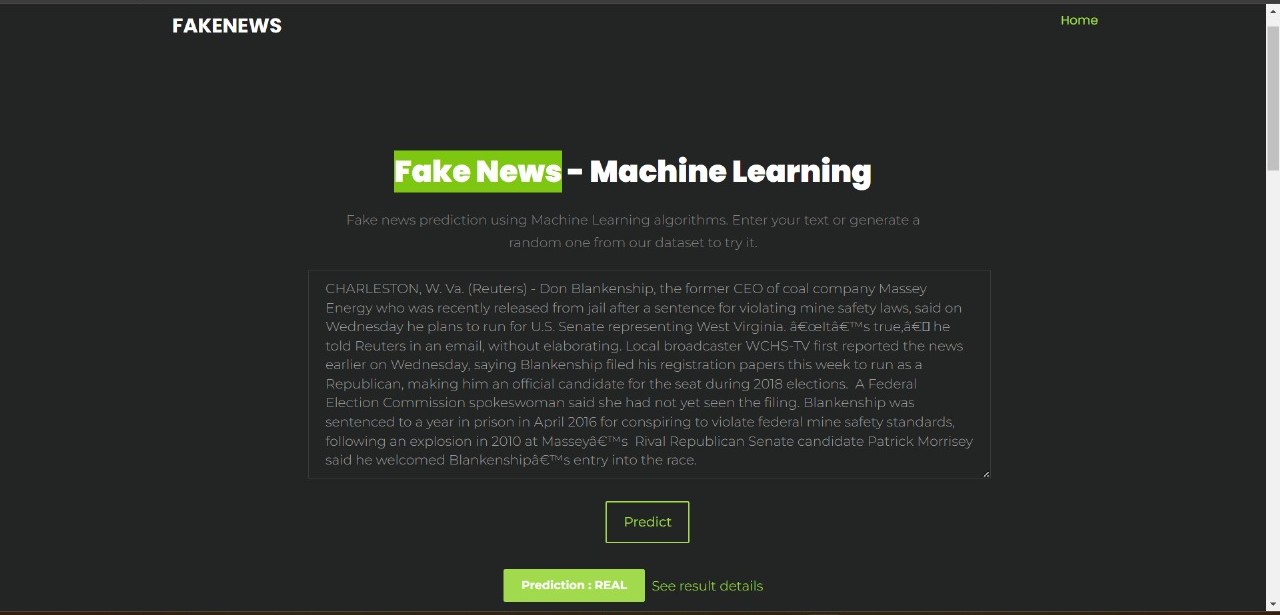 FAKENEWS
Home
Fake News - Machine Learning
Fake news prediction using Machine Learning algorithms. Enter your text or generate a
random one from our dataset to try it.
CHARLESTON, W. Va. (Reuters) - Don Blankenship, the former CEO of coal company Massey
Energy who was recently released from jail after a sentence for violating mine safety laws, said on
Wednesday he plans to run for U.S. Senate representing West Virginia. “It’s true,â€� he
told Reuters in an email, without elaborating. Local broadcaster WCHS-TV first reported the news
earlier on Wednesday, saying Blankenship filed his registration papers this week to run as a
Republican, making him an official candidate for the seat during 2018 elections.  A Federal
Election Commission spokeswoman said she had not yet seen the filing. Blankenship was
sentenced to a year in prison in April 2016 for conspiring to violate federal mine safety standards,
following an explosion in 2010 at Massey’s  Rival Republican Senate candidate Patrick Morrisey
said he welcomed Blankenship’s entry into the race.
Predict
Prediction : REAL See result details